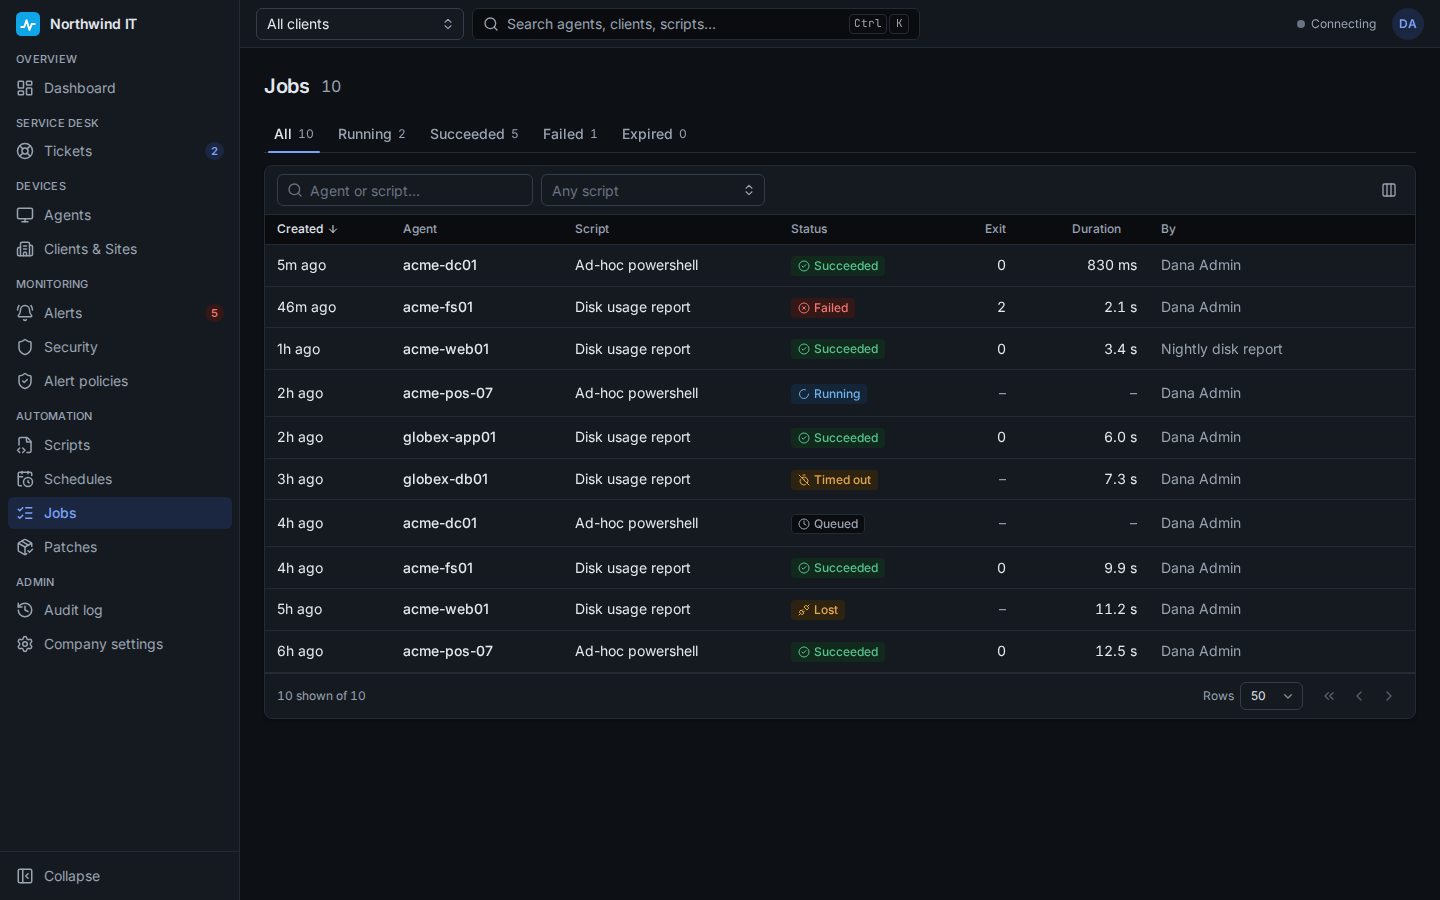 Northwind IT
OVERVIEW
Dashboard
SERVICE DESK
Tickets 2
DEVICES
Agents
Clients & Sites
MONITORING
Alerts 5
Security
Alert policies
AUTOMATION
Scripts
Schedules
Jobs
Patches
ADMIN
Audit log
Company settings
Collapse
All clients
Search agents, clients, scripts... Ctrl K
Connecting DA
Jobs 10
All 10 Running 2 Succeeded 5 Failed 1 Expired 0
Agent or script... Any script
Created Agent Script Status Exit Duration By
5m ago acme-dc01 Ad-hoc powershell Succeeded 0 830 ms Dana Admin
46m ago acme-fs01 Disk usage report Failed 2 2.1 s Dana Admin
1h ago acme-web01 Disk usage report Succeeded 0 3.4 s Nightly disk report
2h ago acme-pos-07 Ad-hoc powershell Running – – Dana Admin
2h ago globex-app01 Disk usage report Succeeded 0 6.0 s Dana Admin
3h ago globex-db01 Disk usage report Timed out – 7.3 s Dana Admin
4h ago acme-dc01 Ad-hoc powershell Queued – – Dana Admin
4h ago acme-fs01 Disk usage report Succeeded 0 9.9 s Dana Admin
5h ago acme-web01 Disk usage report Lost – 11.2 s Dana Admin
6h ago acme-pos-07 Ad-hoc powershell Succeeded 0 12.5 s Dana Admin
10 shown of 10 Rows 50